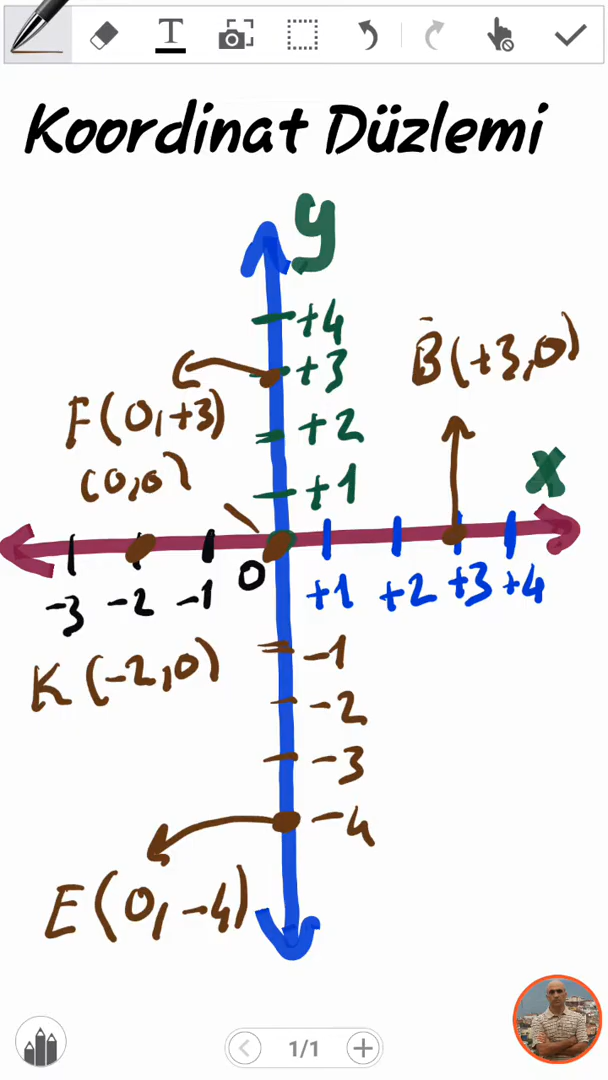 T
Koordinat Düzlemi
y
+4
+3
B(+3,0)
F(0,+3)
+2
(0,0)
+1
x
0
-3 -2 -1
+1 +2 +3 +4
-1
K(-2,0)
-2
-3
-4
E(0,-4)
1/1